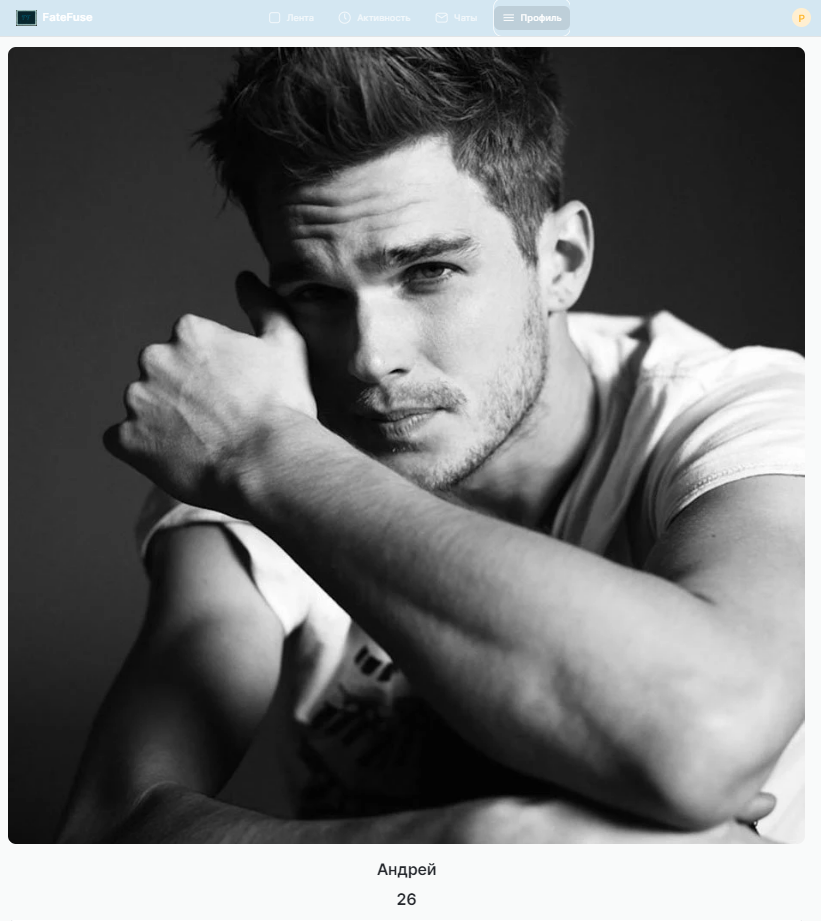 FateFuse
Лента
Активность
Чаты
Профиль
P
Андрей
26